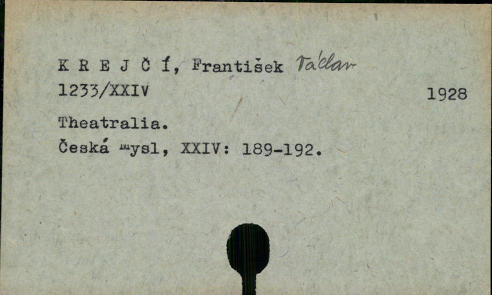 K R E J Č Í, František Václav
1233/XXIV 1928
Theatralia.
Česká mysl, XXIV: 189-192.